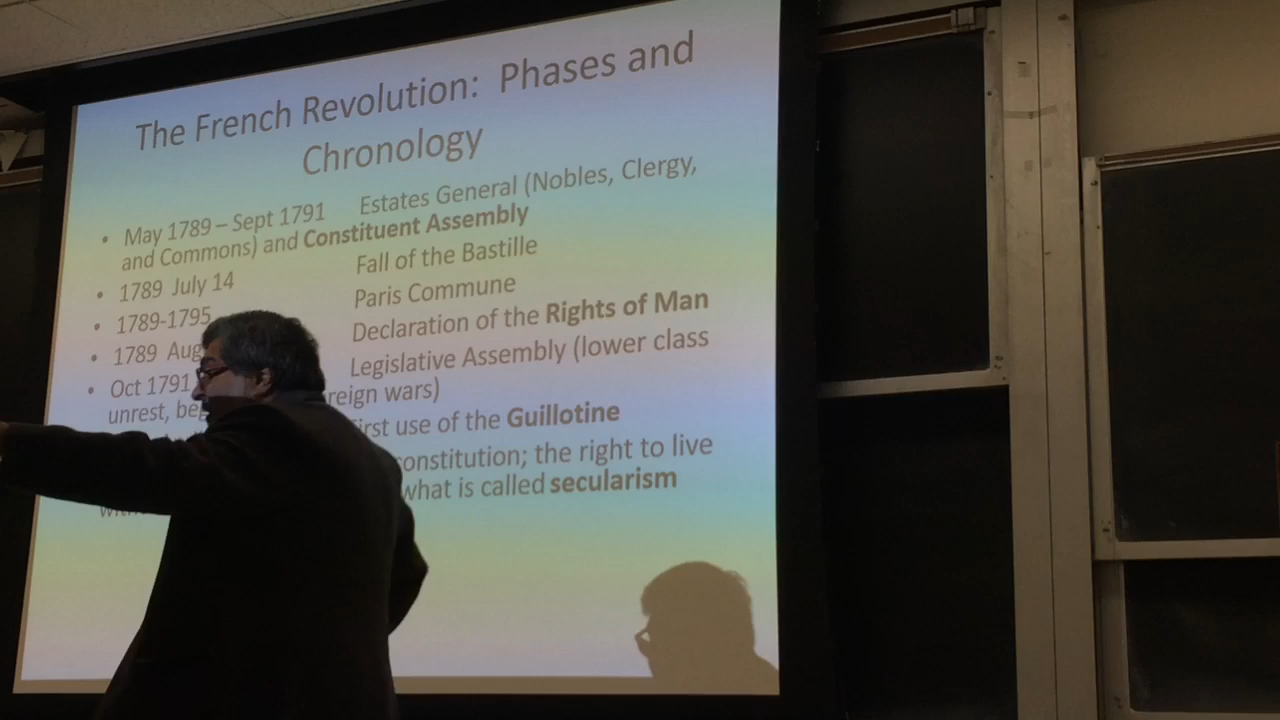 The French Revolution: Phases and
Chronology
• May 1789 – Sept 1791 Estates General (Nobles, Clergy,
and Commons) and Constituent Assembly
• 1789 July 14 Fall of the Bastille
• 1789-1795 Paris Commune
• 1789 Aug Declaration of the Rights of Man
• Oct 1791 Legislative Assembly (lower class
unrest, wars)
use of the Guillotine
constitution; the right to live
what is called secularism